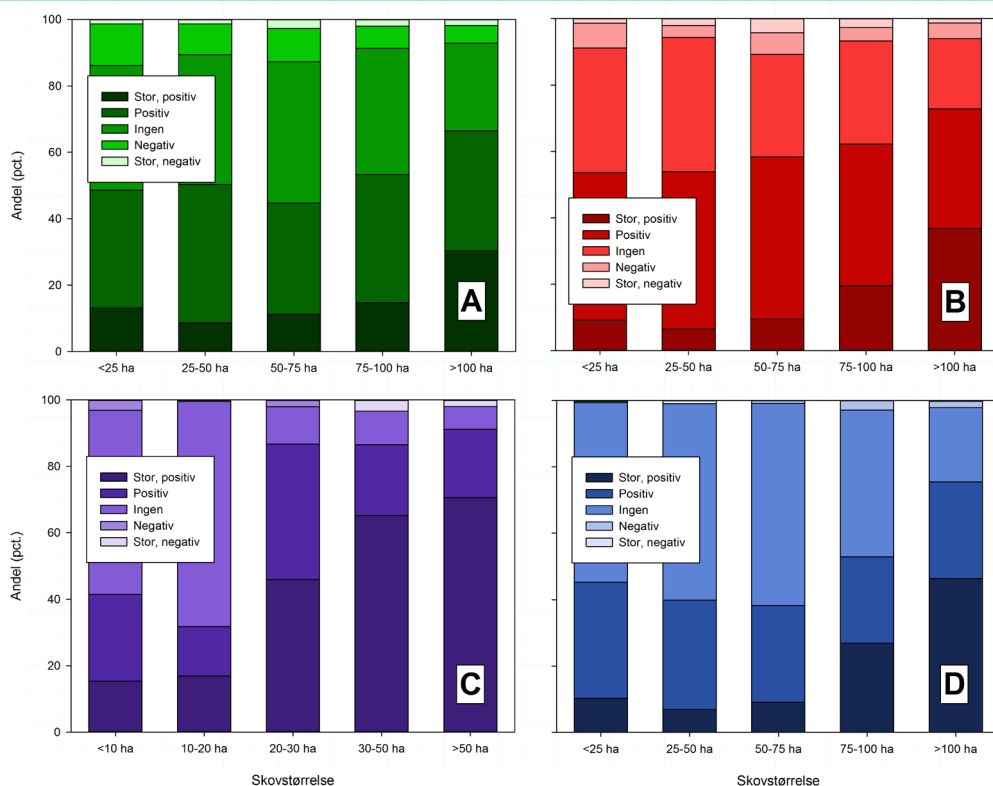 100
80
60
40
20
0
Andel (pct.)
Stor, positiv
Positiv
Ingen
Negativ
Stor, negativ
A
<25 ha
25-50 ha
50-75 ha
75-100 ha
>100 ha
Stor, positiv
Positiv
Ingen
Negativ
Stor, negativ
B
<25 ha
25-50 ha
50-75 ha
75-100 ha
>100 ha
100
80
60
40
20
0
Andel (pct.)
Stor, positiv
Positiv
Ingen
Negativ
Stor, negativ
C
<10 ha
10-20 ha
20-30 ha
30-50 ha
>50 ha
Skovstørrelse
Stor, positiv
Positiv
Ingen
Negativ
Stor, negativ
D
<25 ha
25-50 ha
50-75 ha
75-100 ha
>100 ha
Skovstørrelse